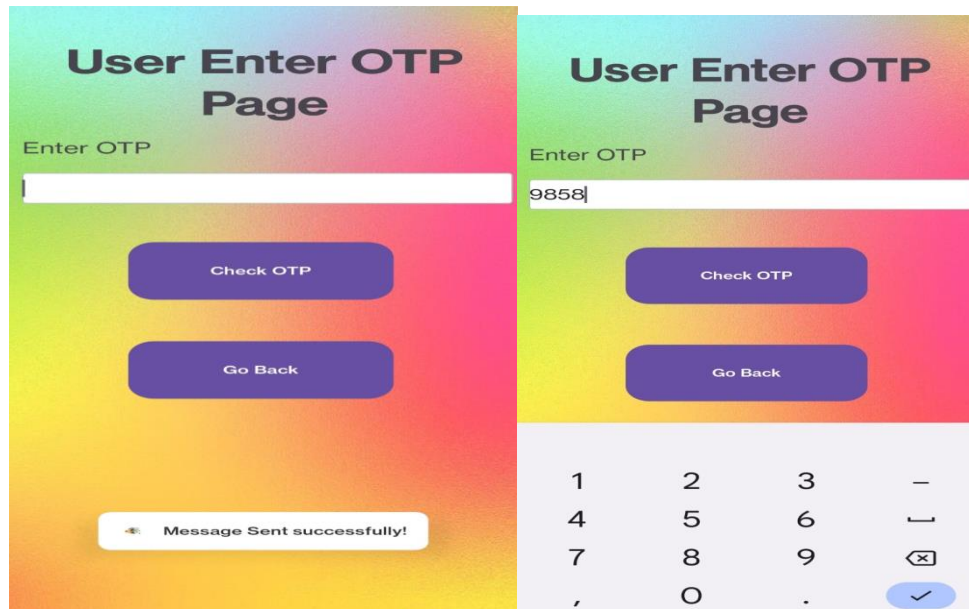 User Enter OTP
Page
Enter OTP
Check OTP
Go Back
Message Sent successfully!
User Enter OTP
Page
Enter OTP
9858
Check OTP
Go Back
1 2 3 –
4 5 6
7 8 9
, 0 .